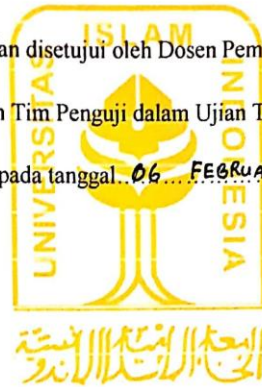 ISLAM
UNIVERSITAS
INDONESIA
an disetujui oleh Dosen Pem
n Tim Penguji dalam Ujian T
pada tanggal..06....FEBRUA